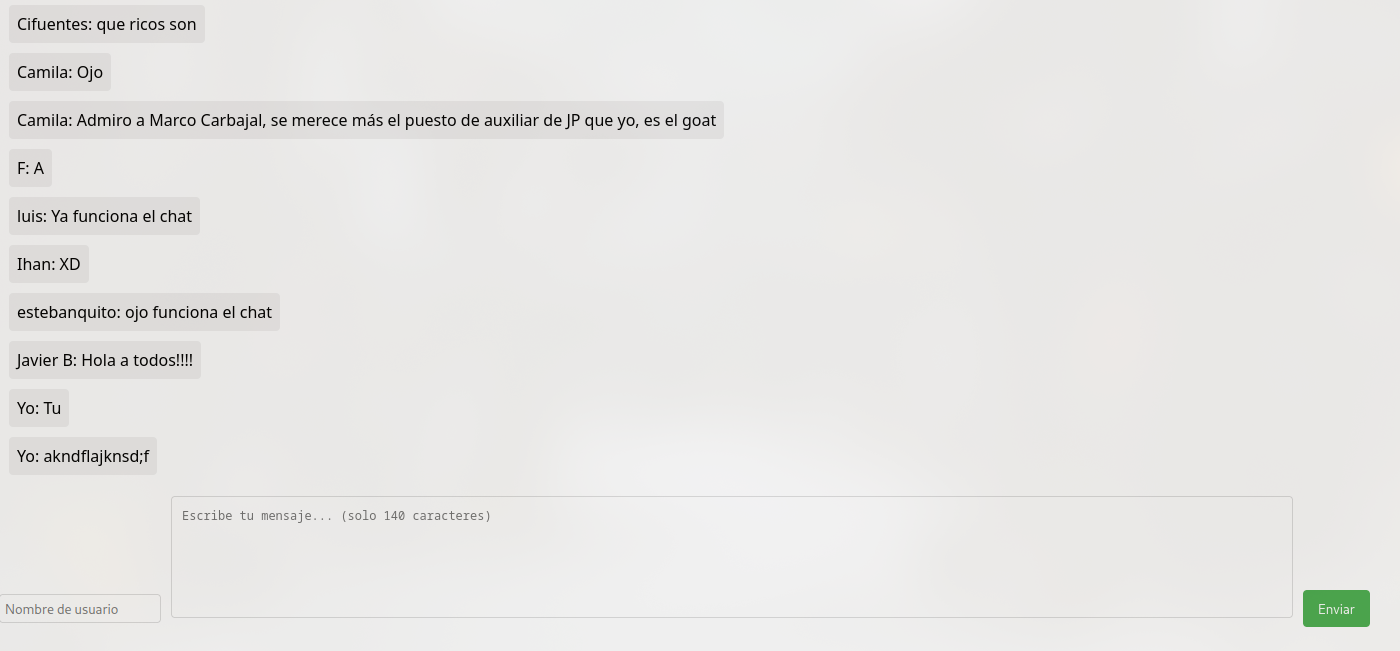 Cifuentes: que ricos son
Camila: Ojo
Camila: Admiro a Marco Carbajal, se merece más el puesto de auxiliar de JP que yo, es el goat
F: A
luis: Ya funciona el chat
Ihan: XD
estebanquito: ojo funciona el chat
Javier B: Hola a todos!!!!
Yo: Tu
Yo: akndflajknsd;f
Escribe tu mensaje... (solo 140 caracteres)
Nombre de usuario
Enviar